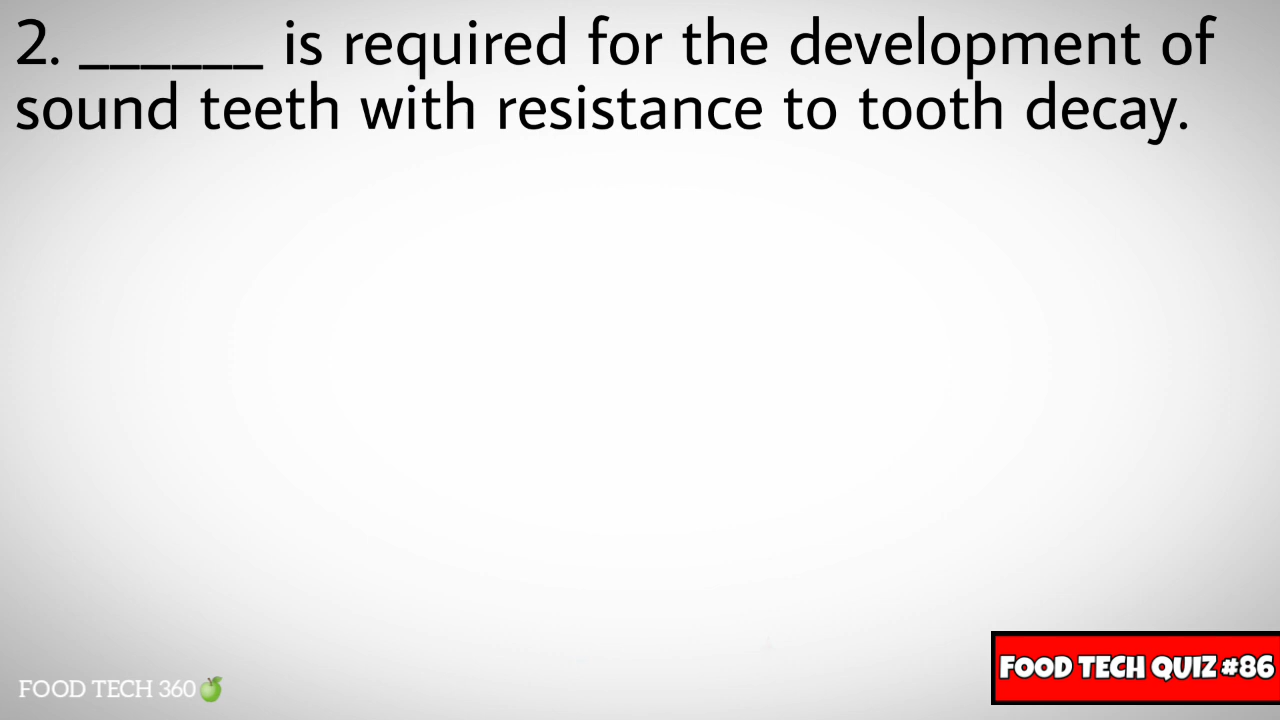 2. ______ is required for the development of
sound teeth with resistance to tooth decay.
FOOD TECH 360
FOOD TECH QUIZ #86